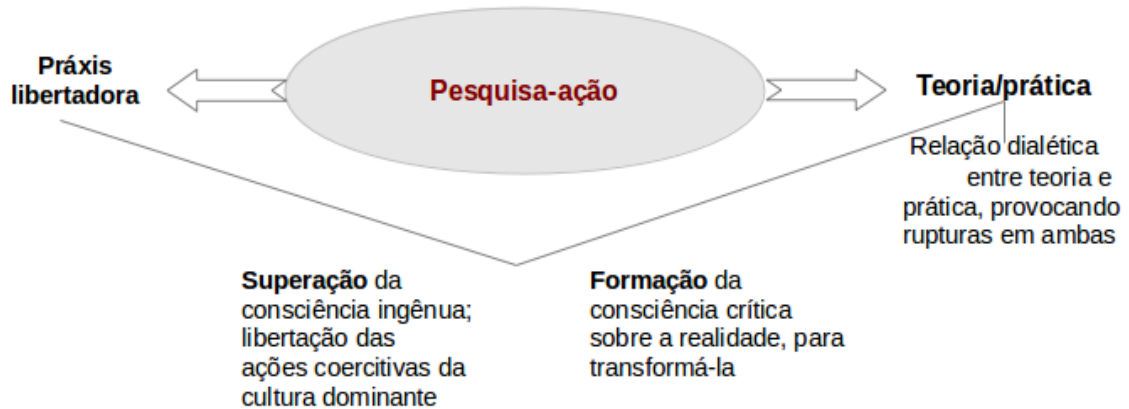 Práxis
libertadora
Pesquisa-ação
Teoria/prática
Relação dialética
entre teoria e
prática, provocando
rupturas em ambas
Superação da
consciência ingênua;
libertação das
ações coercitivas da
cultura dominante
Formação da
consciência crítica
sobre a realidade, para
transformá-la